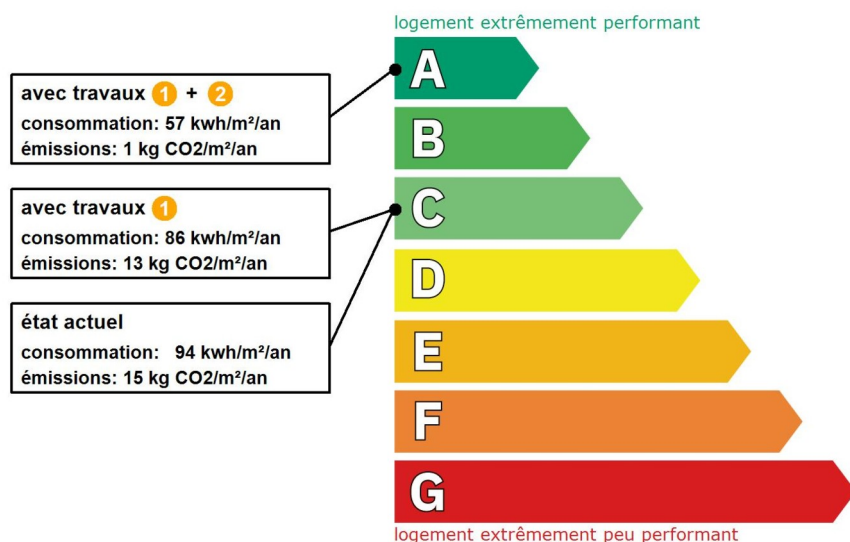 logement extrêmement performant
A
avec travaux 1 + 2
consommation: 57 kwh/m²/an
émissions: 1 kg CO2/m²/an
B
avec travaux 1
consommation: 86 kwh/m²/an
émissions: 13 kg CO2/m²/an
C
D
état actuel
consommation: 94 kwh/m²/an
émissions: 15 kg CO2/m²/an
E
F
G
logement extrêmement peu performant